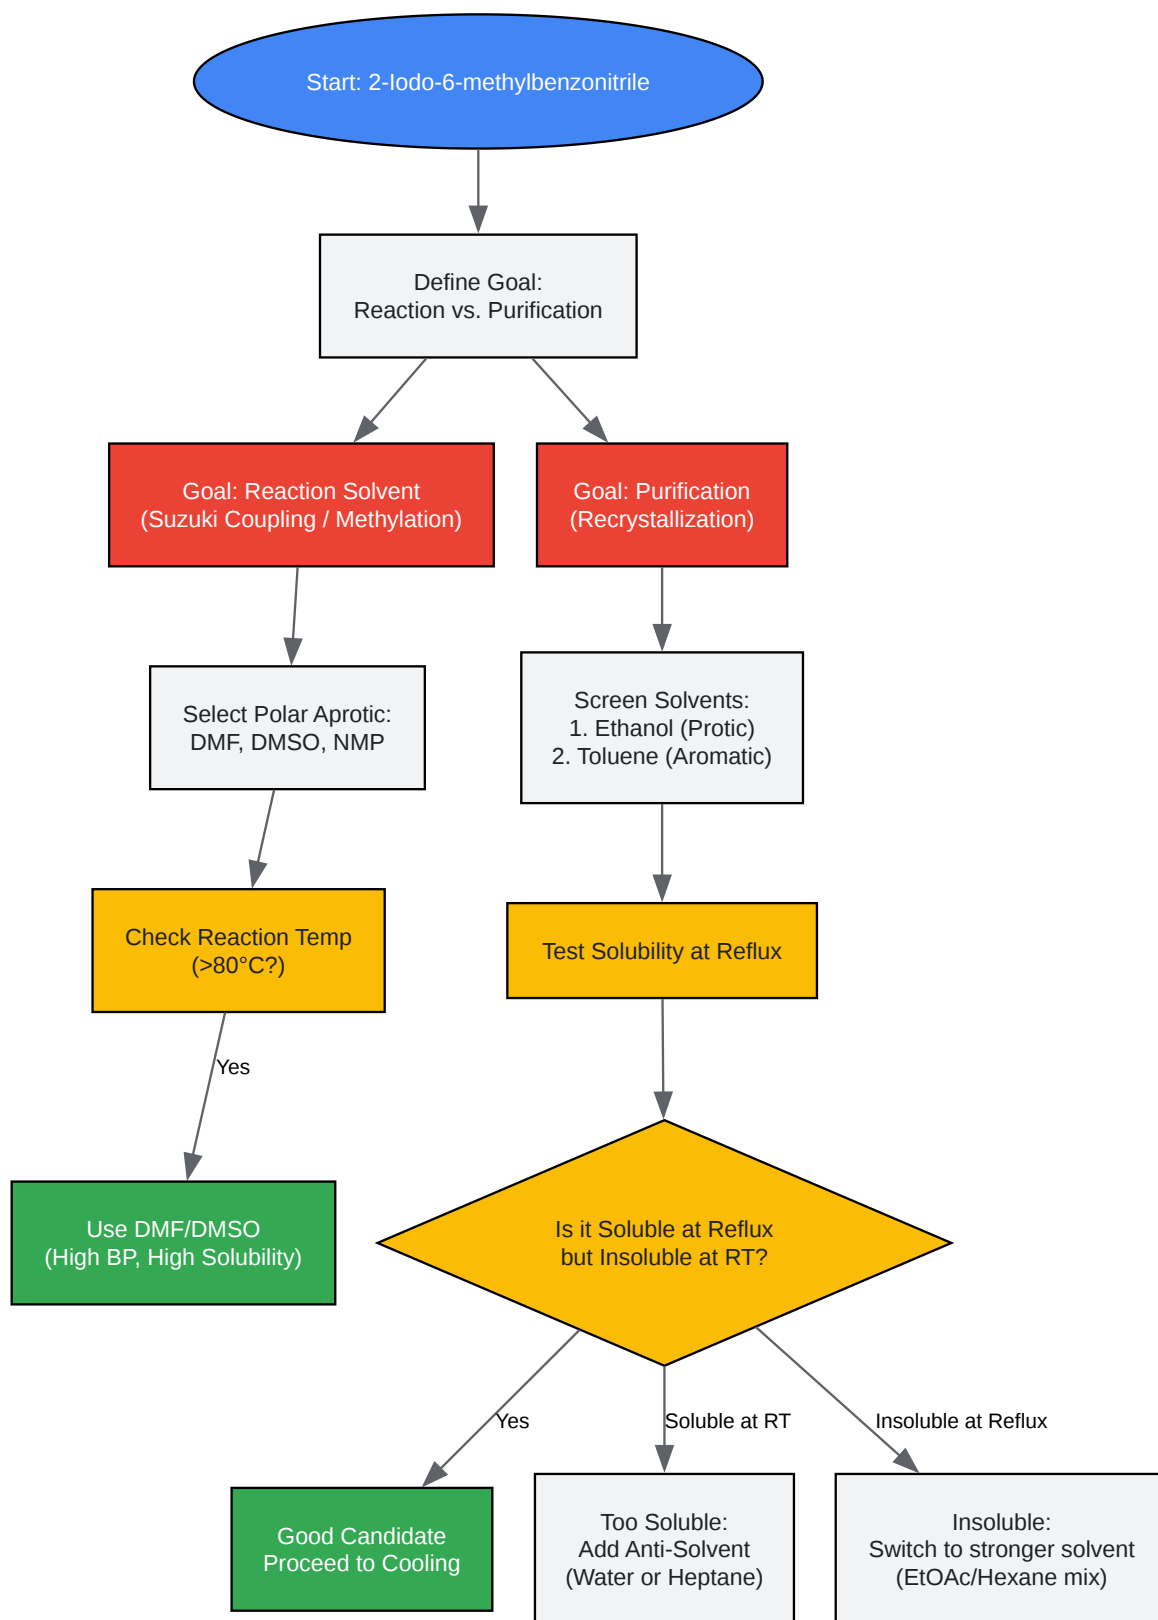 Start: 2-Iodo-6-methylbenzonitrile
Define Goal:
Reaction vs. Purification
Goal: Reaction Solvent
(Suzuki Coupling / Methylation)
Goal: Purification
(Recrystallization)
Select Polar Aprotic:
DMF, DMSO, NMP
Screen Solvents:
1. Ethanol (Protic)
2. Toluene (Aromatic)
Check Reaction Temp
(>80°C?)
Test Solubility at Reflux
Yes
Use DMF/DMSO
(High BP, High Solubility)
Is it Soluble at Reflux
but Insoluble at RT?
Yes
Soluble at RT
Insoluble at Reflux
Good Candidate
Proceed to Cooling
Too Soluble:
Add Anti-Solvent
(Water or Heptane)
Insoluble:
Switch to stronger solvent
(EtOAc/Hexane mix)